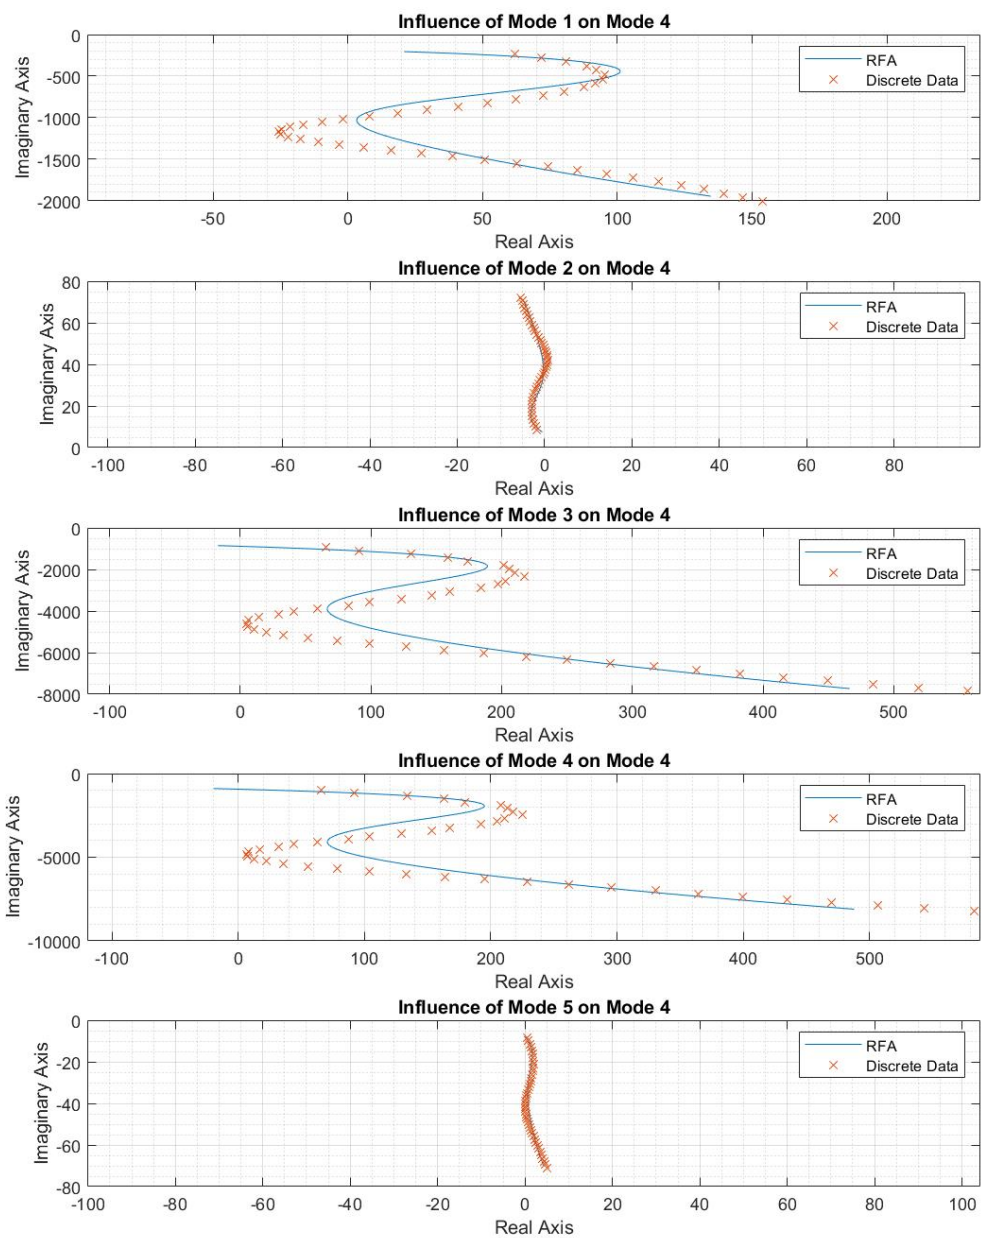 Influence of Mode 1 on Mode 4
0
-500
-1000
-1500
-2000
Imaginary Axis
RFA
Discrete Data
-50 0 50 100 150 200
Real Axis
Influence of Mode 2 on Mode 4
80
60
40
20
0
Imaginary Axis
RFA
Discrete Data
-100 -80 -60 -40 -20 0 20 40 60 80
Real Axis
Influence of Mode 3 on Mode 4
0
-2000
-4000
-6000
-8000
Imaginary Axis
RFA
Discrete Data
-100 0 100 200 300 400 500
Real Axis
Influence of Mode 4 on Mode 4
0
-5000
-10000
Imaginary Axis
RFA
Discrete Data
-100 0 100 200 300 400 500
Real Axis
Influence of Mode 5 on Mode 4
0
-20
-40
-60
-80
Imaginary Axis
RFA
Discrete Data
-100 -80 -60 -40 -20 0 20 40 60 80 100
Real Axis